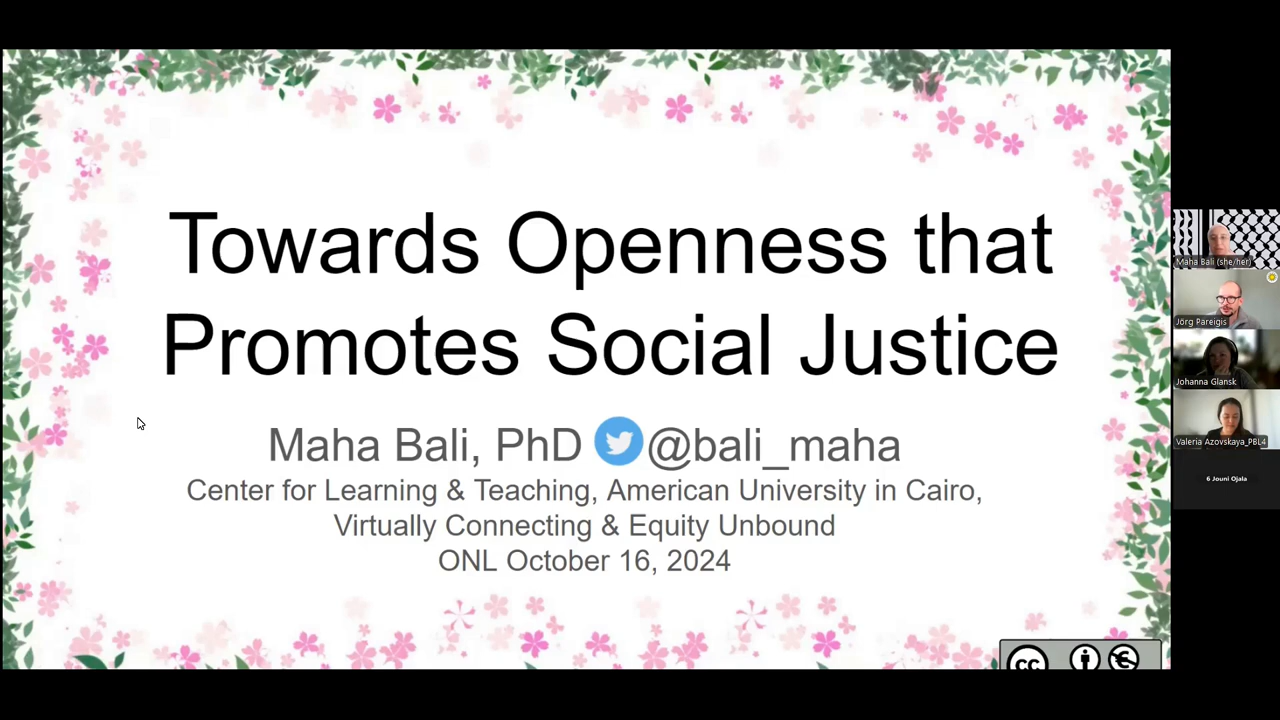 Towards Openness that
Promotes Social Justice
Maha Bali, PhD @bali_maha
Center for Learning & Teaching, American University in Cairo,
Virtually Connecting & Equity Unbound
ONL October 16, 2024
cc
Maha Bali (she/her)
Jörg Pareigis
Johanna Glansk
Valeria Azovskaya_PBL4
6 Jouni Ojala